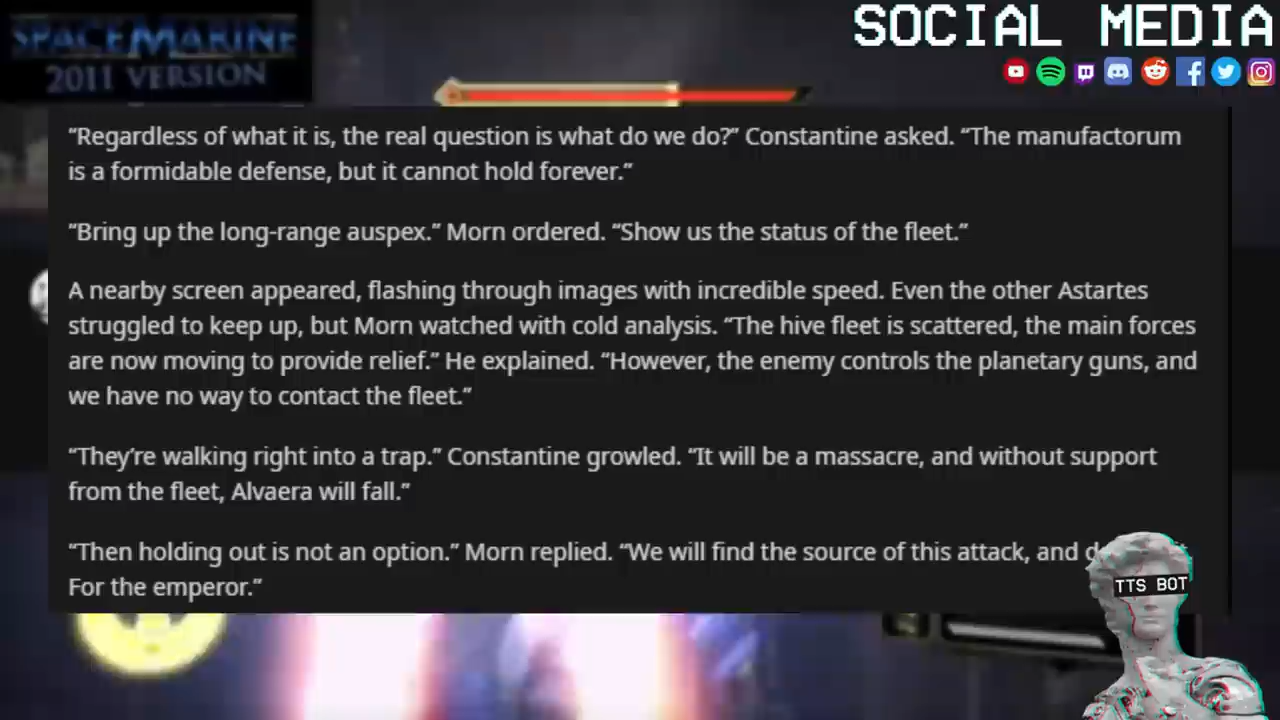 SPACE MARINE
2011 VERSION
SOCIAL MEDIA
“Regardless of what it is, the real question is what do we do?” Constantine asked. “The manufactorum
is a formidable defense, but it cannot hold forever.”
“Bring up the long-range auspex.” Morn ordered. “Show us the status of the fleet.”
A nearby screen appeared, flashing through images with incredible speed. Even the other Astartes
struggled to keep up, but Morn watched with cold analysis. “The hive fleet is scattered, the main forces
are now moving to provide relief.” He explained. “However, the enemy controls the planetary guns, and
we have no way to contact the fleet.”
“They’re walking right into a trap.” Constantine growled. “It will be a massacre, and without support
from the fleet, Alvaera will fall.”
“Then holding out is not an option.” Morn replied. “We will find the source of this attack, and
For the emperor.”
TTS BOT